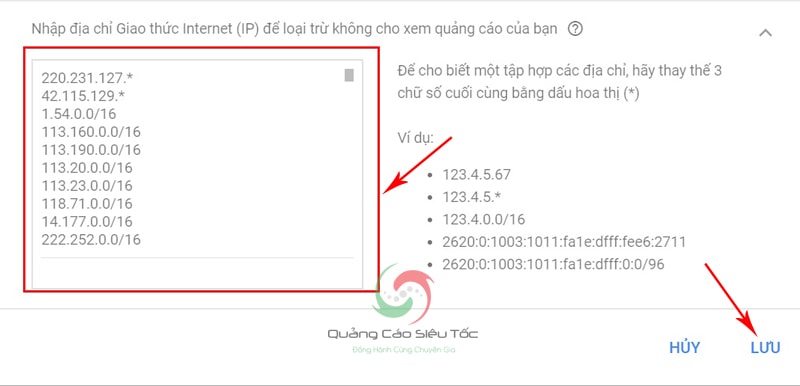 Nhập địa chỉ Giao thức Internet (IP) để loại trừ không cho xem quảng cáo của bạn
220.231.127.*
42.115.129.*
1.54.0.0/16
113.160.0.0/16
113.190.0.0/16
113.20.0.0/16
113.23.0.0/16
118.71.0.0/16
14.177.0.0/16
222.252.0.0/16
Để cho biết một tập hợp các địa chỉ, hãy thay thế 3
chữ số cuối cùng bằng dấu hoa thị (*)
Ví dụ:
• 123.4.5.67
• 123.4.5.*
• 123.4.0.0/16
• 2620:0:1003:1011:fa1e:dfff:fee6:2711
• 2620:0:1003:1011:fa1e:dfff:0:0/96
Quảng Cáo Siêu Tốc
Đồng Hành Cùng Chuyên Gia
HỦY
LƯU